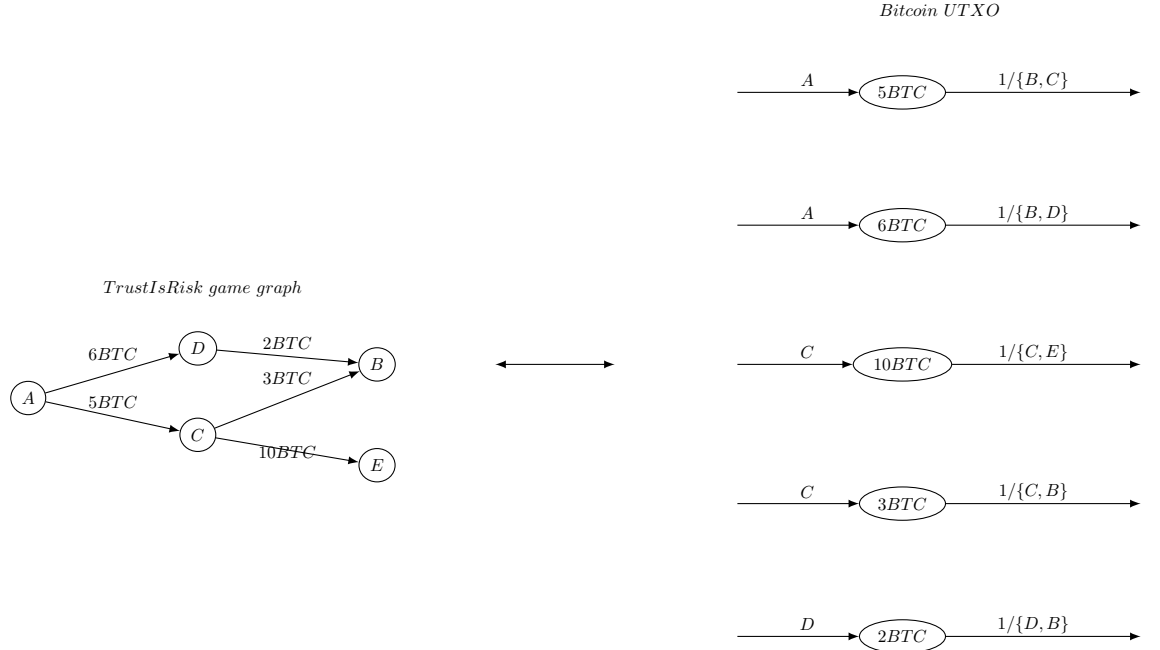 Bitcoin UTXO
A
5BTC
1/{B, C}
A
6BTC
1/{B, D}
C
10BTC
1/{C, E}
C
3BTC
1/{C, B}
D
2BTC
1/{D, B}
TrustIsRisk game graph
A
6BTC
5BTC
D
C
2BTC
3BTC
10BTC
B
E